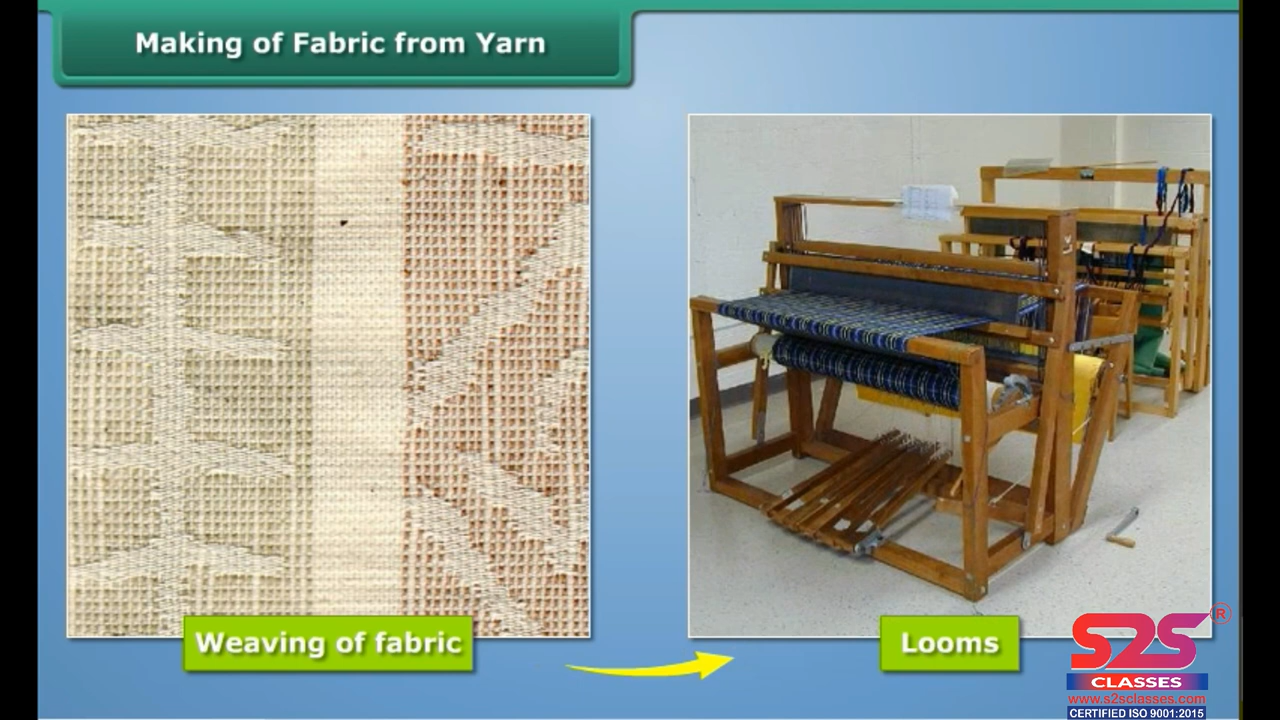 Making of Fabric from Yarn
Weaving of fabric
Looms
S2S ®
CLASSES
www.s2sclasses.com
CERTIFIED ISO 9001:2015